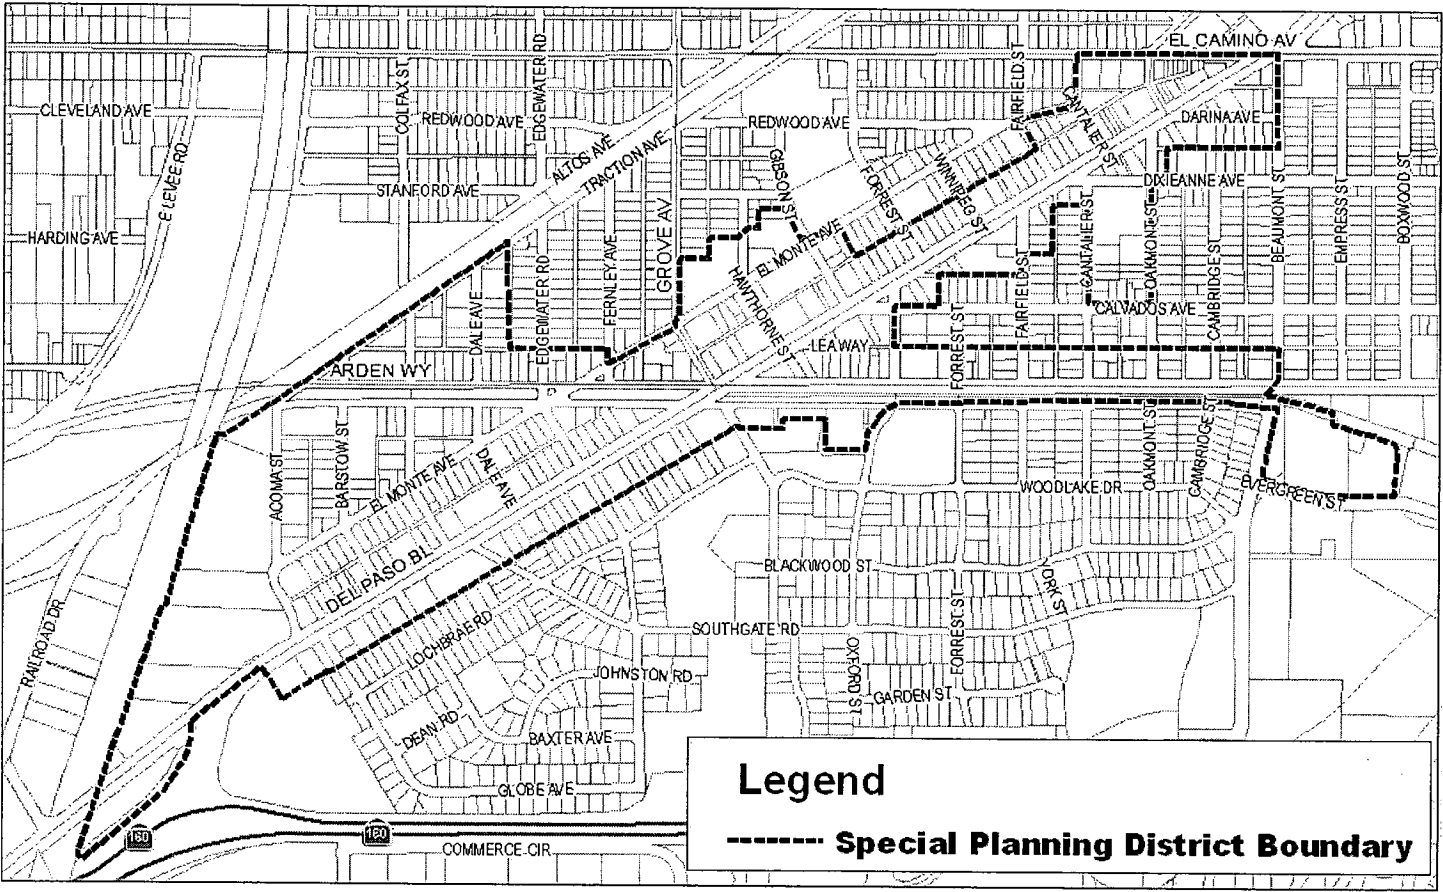 EL CAMINO AV
CLEVELAND AVE
COLFAX ST
EDGEWATER RD
REDWOOD AVE
REDWOOD AVE
FAIRFIELD ST
CANTALIER ST
DARINA AVE
E LEVEE RD
ALTOS AVE
TRACTION AVE
STANFORD AVE
GIBSON ST
FORREST ST
WINNIPEG ST
DIXIEANNE AVE
HARDING AVE
GROVE AV
EL MONTE AVE
CANTALIER ST
OAKMONT ST
BEAUMONT ST
EMPRESS ST
BOXWOOD ST
DALE AVE
EDGEWATER RD
FERNLEY AVE
HAWTHORNE ST
FAIRFIELD ST
CAMBRIDGE ST
CALVADOS AVE
LEAWAY
FORREST ST
ARDEN WY
ACOMA ST
BARSTOW ST
EL MONTE AVE
DALE AVE
OAKMONT ST
CAMBRIDGE ST
WOODLAKE DR
EVERGREEN ST
DEL PASO BL
BLACKWOOD ST
YORK ST
RAILROAD DR
LOCHBRAE RD
SOUTHGATE RD
FORREST ST
JOHNSTON RD
OXFORD ST
GARDEN ST
DEAN RD
BAXTER AVE
GLOBE AVE
160
160
COMMERCE CIR
Legend
Special Planning District Boundary